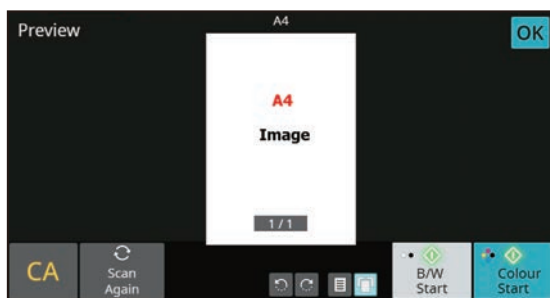 Preview
A4
OK
A4
Image
1 / 1
CA
Scan
Again
B/W
Start
Colour
Start